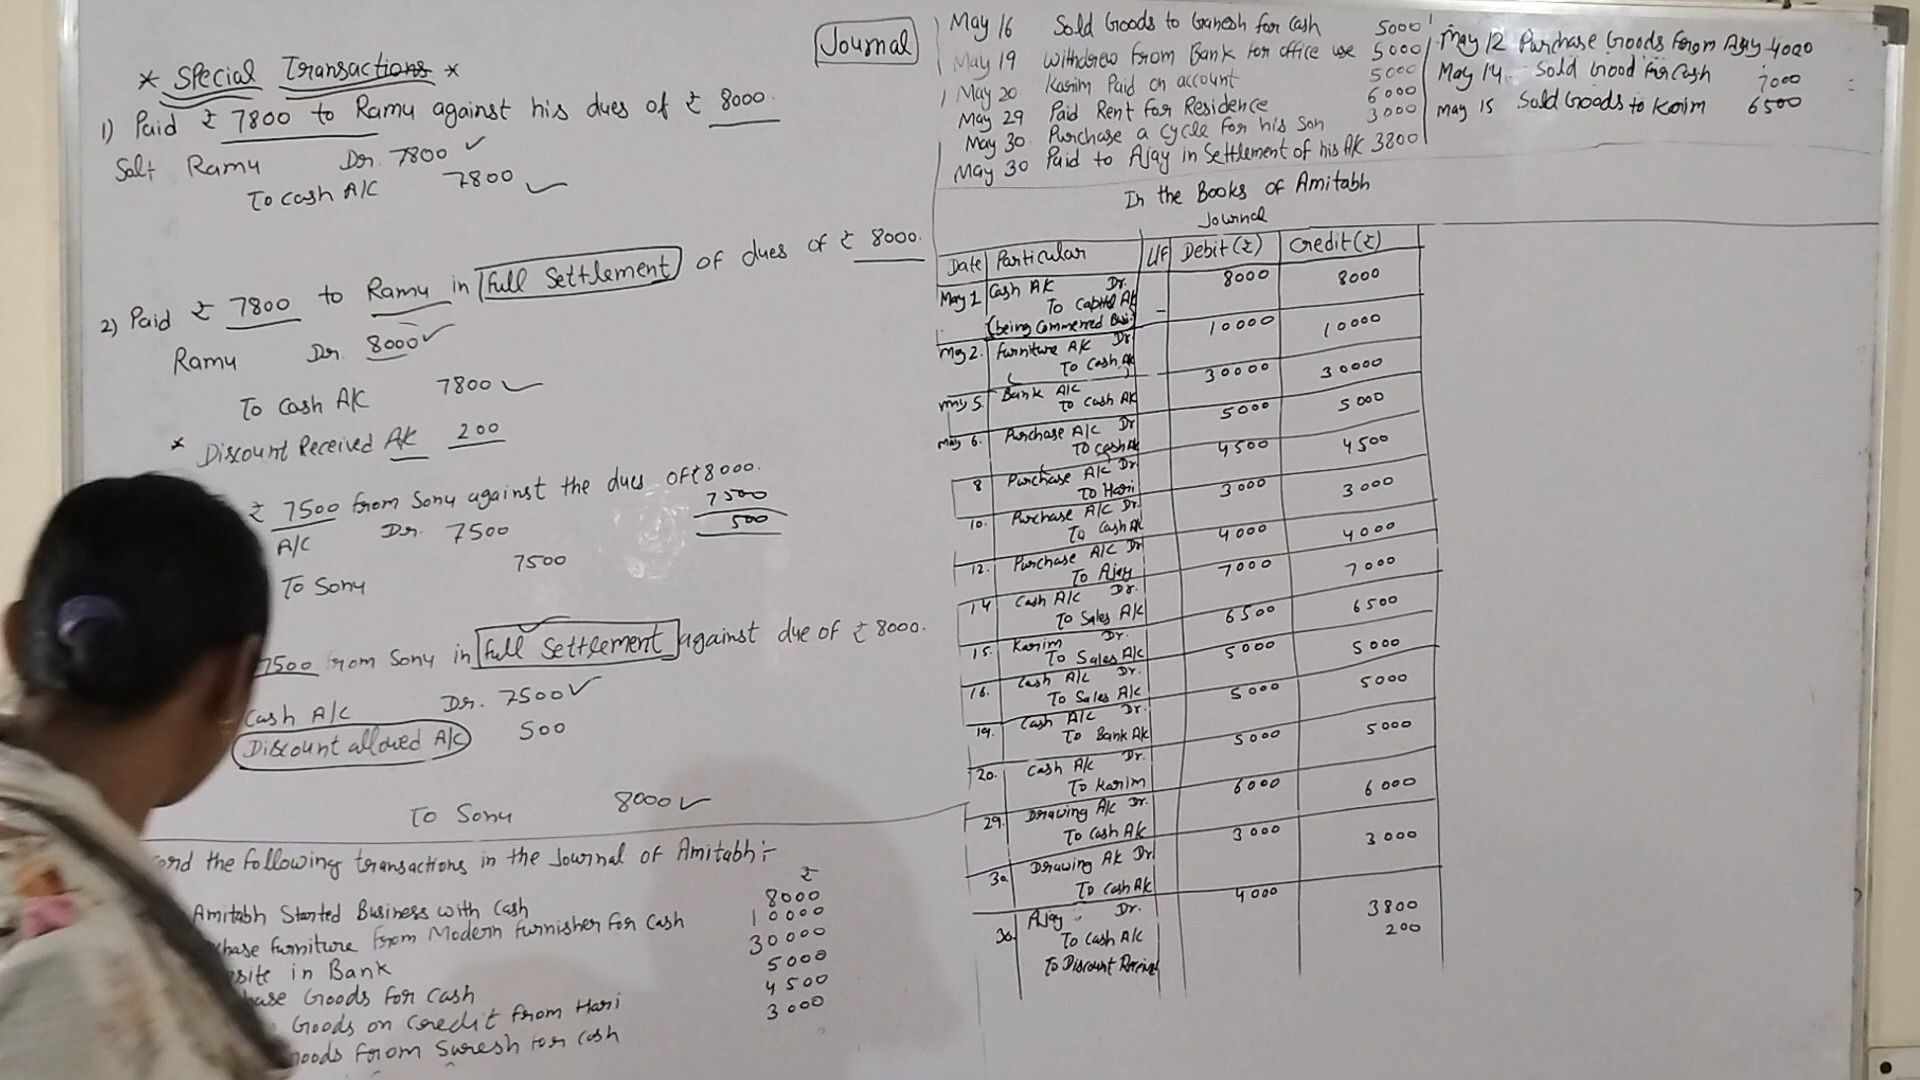 Journal
* Special Transactions *
1) Paid ₹ 7800 to Ramu against his dues of ₹ 8000.
Solt Ramu Dr. 7800 ✓
To cash A/C 7800 ✓
2) Paid ₹ 7800 to Ramu in Full Settlement of dues of ₹ 8000.
Ramu Dr. 8000 ✓
To Cash A/C 7800 ✓
* Discount Received A/c 200
₹ 7500 from Sony against the dues of ₹ 8000.
7500
500
A/C Dr. 7500
To Sony 7500
7500 from Sony in Full Settlement against due of ₹ 8000.
Cash A/C Dr. 7500 ✓
Discount allowed A/C 500
To Sony 8000 ✓
ord the following transactions in the Journal of Amitabh :-
₹
Amitabh Started Business with Cash 8000
chase furniture from Modern furnisher for Cash 10000
site in Bank 30000
hase Goods for cash 5000
Goods on Credit from Hari 4500
Goods from Suresh for cash 3000
May 16 Sold Goods to Ganesh for Cash 5000
May 19 Withdrew from Bank for office use 5000
May 20 Karim Paid on account 5000
May 29 Paid Rent for Residence 6000
May 30 Purchase a cycle for his son 3000
May 30 Paid to Ajay in Settlement of his A/c 3800
May 12 Purchase Goods from Ajay 4000
May 14 Sold Good for Cash 7000
May 15 Sold Goods to Karim 6500
In the Books of Amitabh
Journal
Date Particular L/F Debit (₹) Credit (₹)
May 1 Cash A/c Dr. 8000 8000
To Capital A/c
(being Commerred Busi)
May 2. Furniture A/c Dr 10000 10000
To Cash A/c
May 5. Bank A/C 30000 30000
To Cash A/c
May 6. Purchase A/C Dr 5000 5000
To Cash A/c
8 Purchase A/C Dr 4500 4500
To Hari
10. Purchase A/C Dr. 3000 3000
To Cash A/c
12. Purchase A/C Dr 4000 4000
To Ajay
14 Cash A/C Dr. 7000 7000
To Sales A/c
15. Karim Dr. 6500 6500
To Sales A/c
16. Cash A/C Dr. 5000 5000
To Sales A/c
19. Cash A/C Dr. 5000 5000
To Bank A/c
20. Cash A/c Dr. 5000 5000
To Karim
29. Drawing A/c Dr. 6000 6000
To Cash A/c
30 Drawing A/c Dr 3000 3000
To Cash A/c
30 Ajay Dr. 4000
To Cash A/c 3800
To Discount Received 200